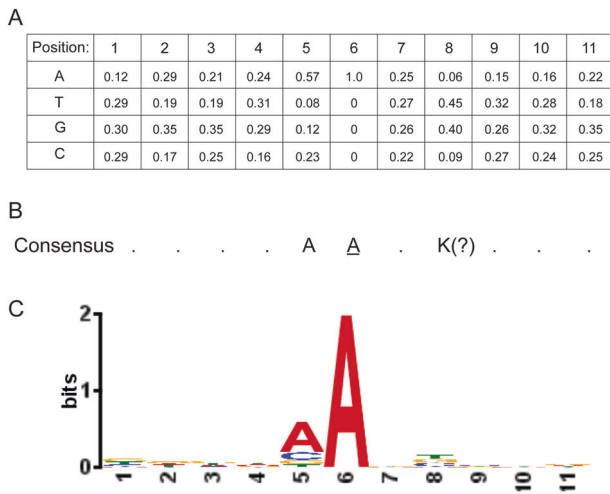 A
Position: 1 2 3 4 5 6 7 8 9 10 11
A 0.12 0.29 0.21 0.24 0.57 1.0 0.25 0.06 0.15 0.16 0.22
T 0.29 0.19 0.19 0.31 0.08 0 0.27 0.45 0.32 0.28 0.18
G 0.30 0.35 0.35 0.29 0.12 0 0.26 0.40 0.26 0.32 0.35
C 0.29 0.17 0.25 0.16 0.23 0 0.22 0.09 0.27 0.24 0.25
B
Consensus . . . . A A . K(?) . . .
C
2
1
0
bits
A A
C T
1 2 3 4 5 6 7 8 9 10 11